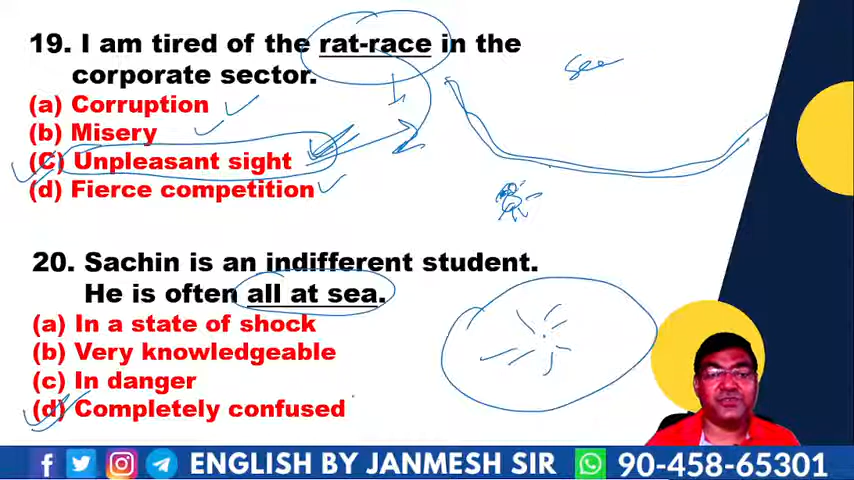 19. I am tired of the rat-race in the
corporate sector.
(a) Corruption
(b) Misery
(C) Unpleasant sight
(d) Fierce competition
see
20. Sachin is an indifferent student.
He is often all at sea.
(a) In a state of shock
(b) Very knowledgeable
(c) In danger
(d) Completely confused
ENGLISH BY JANMESH SIR 90-458-65301